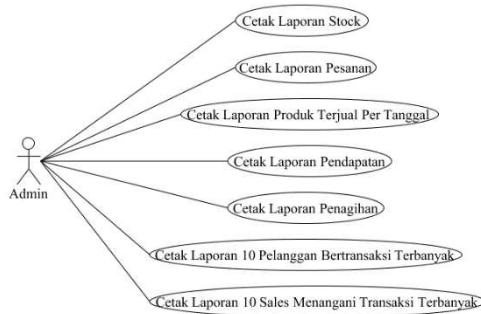 Cetak Laporan Stock
Cetak Laporan Pesanan
Cetak Laporan Produk Terjual Per Tanggal
Admin
Cetak Laporan Pendapatan
Cetak Laporan Penagihan
Cetak Laporan 10 Pelanggan Bertransaksi Terbanyak
Cetak Laporan 10 Sales Menangani Transaksi Terbanyak